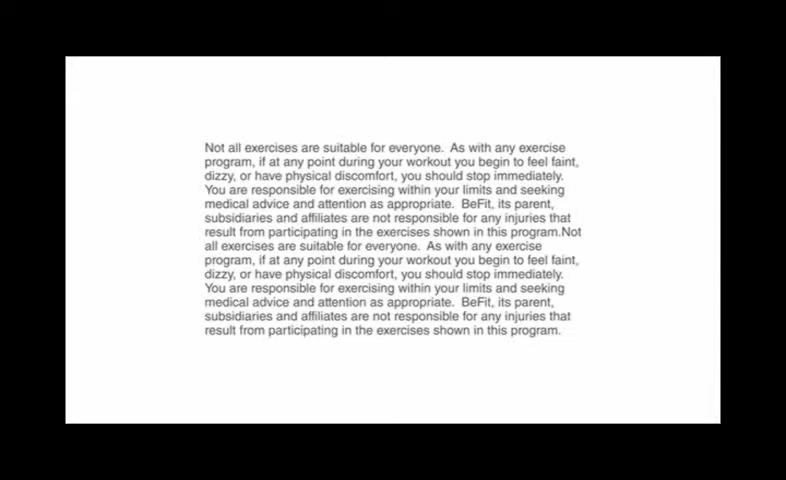 Not all exercises are suitable for everyone.  As with any exercise
program, if at any point during your workout you begin to feel faint,
dizzy, or have physical discomfort, you should stop immediately.
You are responsible for exercising within your limits and seeking
medical advice and attention as appropriate.  BeFit, its parent,
subsidiaries and affiliates are not responsible for any injuries that
result from participating in the exercises shown in this program.Not
all exercises are suitable for everyone.  As with any exercise
program, if at any point during your workout you begin to feel faint,
dizzy, or have physical discomfort, you should stop immediately.
You are responsible for exercising within your limits and seeking
medical advice and attention as appropriate.  BeFit, its parent,
subsidiaries and affiliates are not responsible for any injuries that
result from participating in the exercises shown in this program.